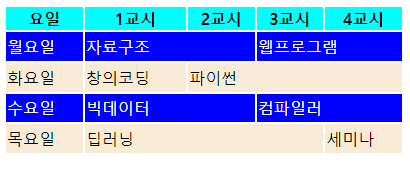 요일 1교시 2교시 3교시 4교시
월요일 자료구조 웹프로그램
화요일 창의코딩 파이썬
수요일 빅데이터 컴파일러
목요일 딥러닝 세미나